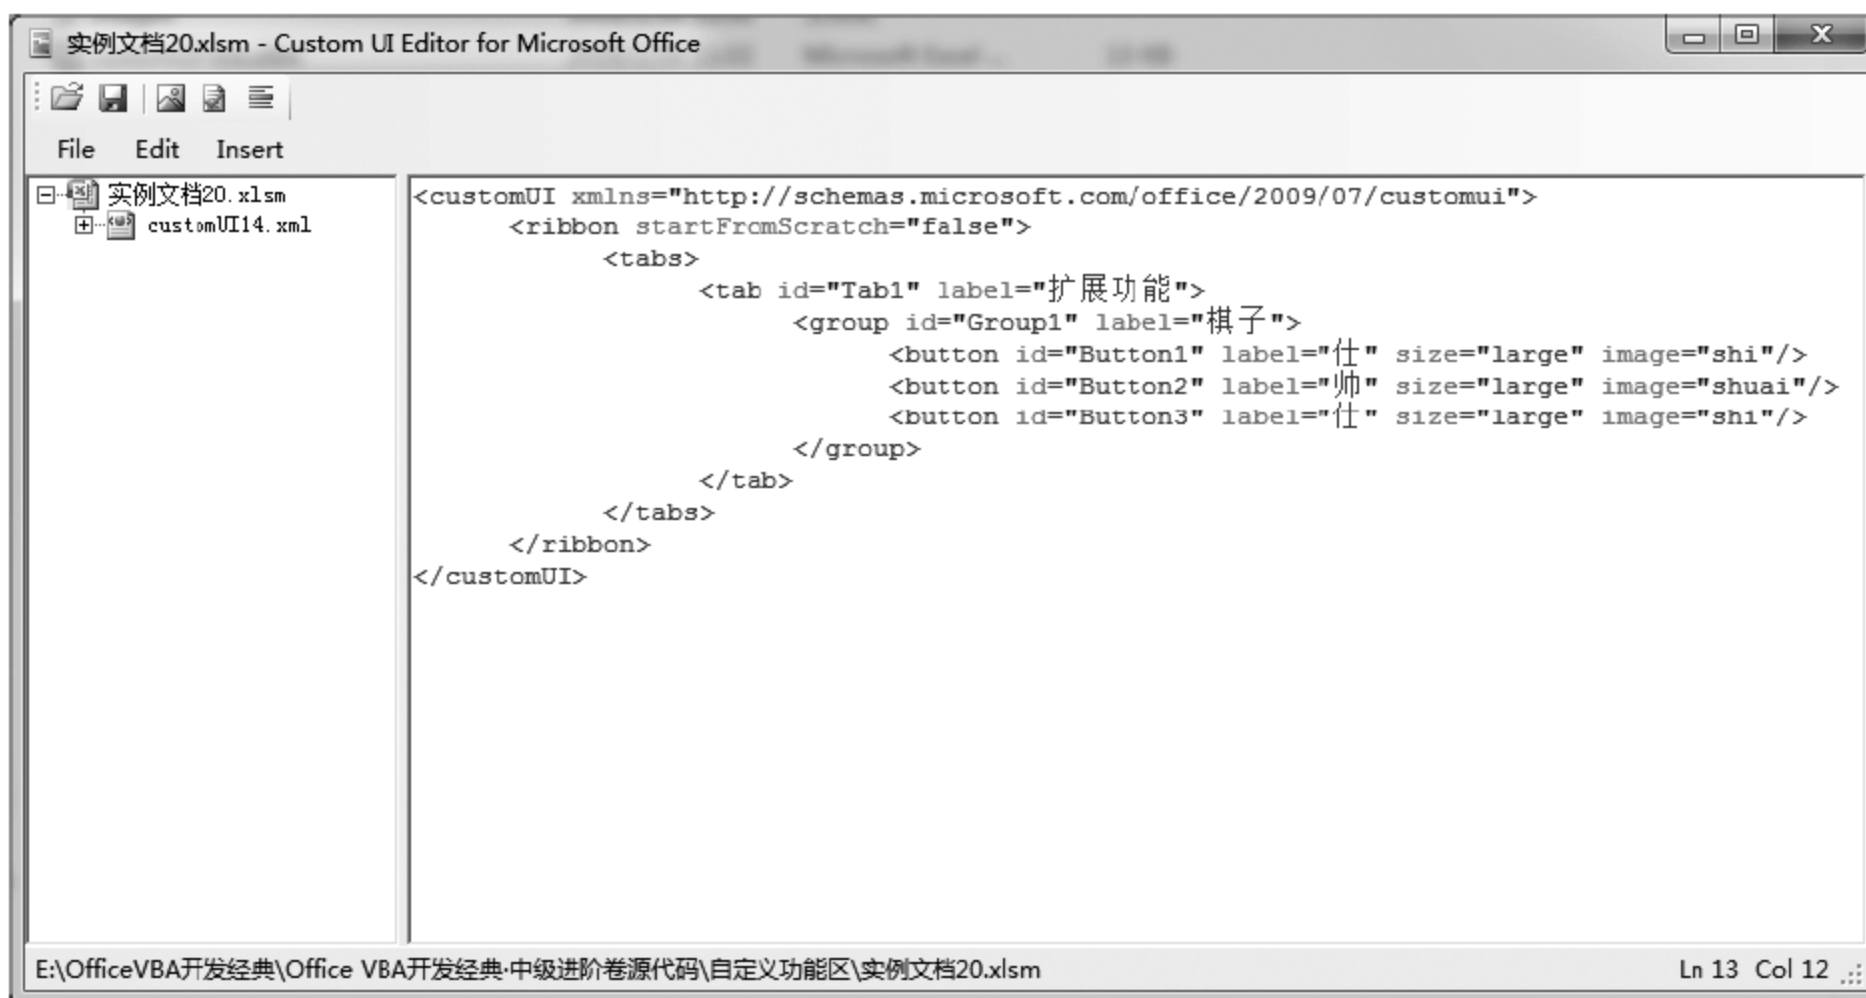 实例文档20.xlsm - Custom UI Editor for Microsoft Office
File Edit Insert
实例文档20.xlsm
customUI14.xml
<customUI xmlns="http://schemas.microsoft.com/office/2009/07/customui">
<ribbon startFromScratch="false">
<tabs>
<tab id="Tab1" label="扩展功能">
<group id="Group1" label="棋子">
<button id="Button1" label="仕" size="large" image="shi"/>
<button id="Button2" label="帅" size="large" image="shuai"/>
<button id="Button3" label="仕" size="large" image="shi"/>
</group>
</tab>
</tabs>
</ribbon>
</customUI>
E:\OfficeVBA开发经典\Office VBA开发经典·中级进阶卷源代码\自定义功能区\实例文档20.xlsm
Ln 13 Col 12